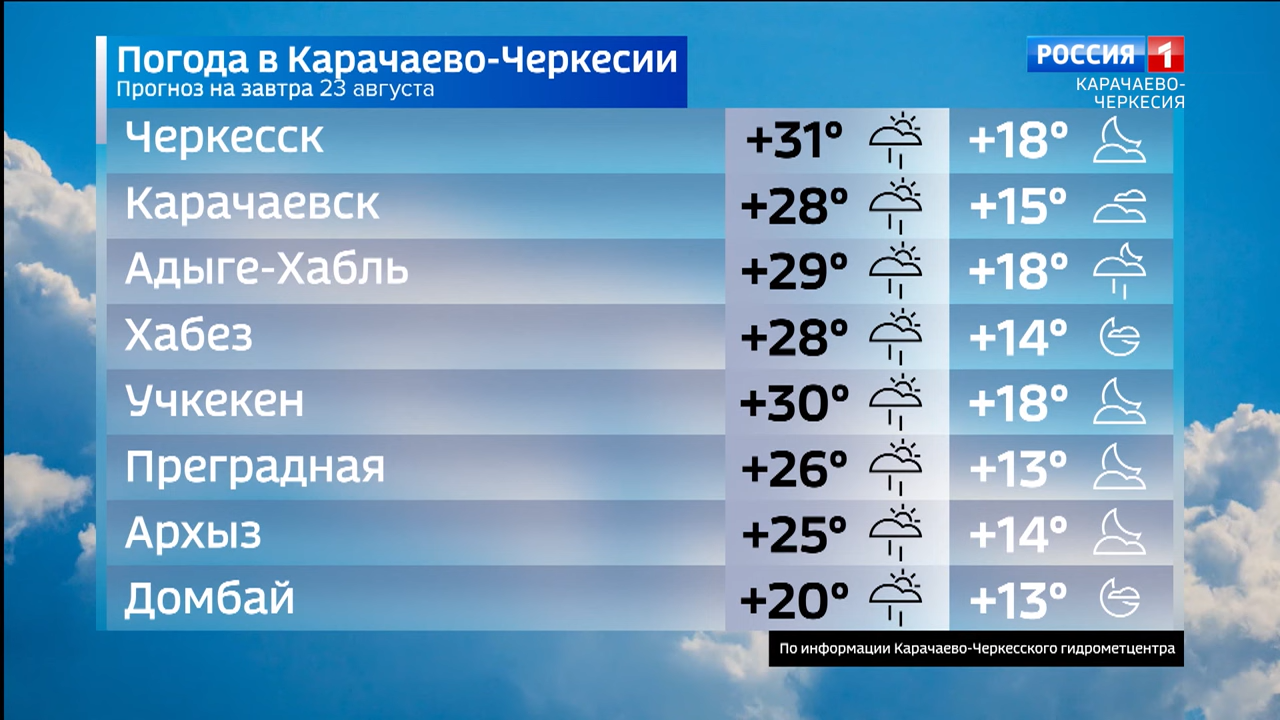 Погода в Карачаево-Черкесии
Прогноз на завтра 23 августа
РОССИЯ 1
КАРАЧАЕВО-
ЧЕРКЕСИЯ
Черкесск +31° +18°
Карачаевск +28° +15°
Адыге-Хабль +29° +18°
Хабез +28° +14°
Учкекен +30° +18°
Преградная +26° +13°
Архыз +25° +14°
Домбай +20° +13°
По информации Карачаево-Черкесского гидрометцентра